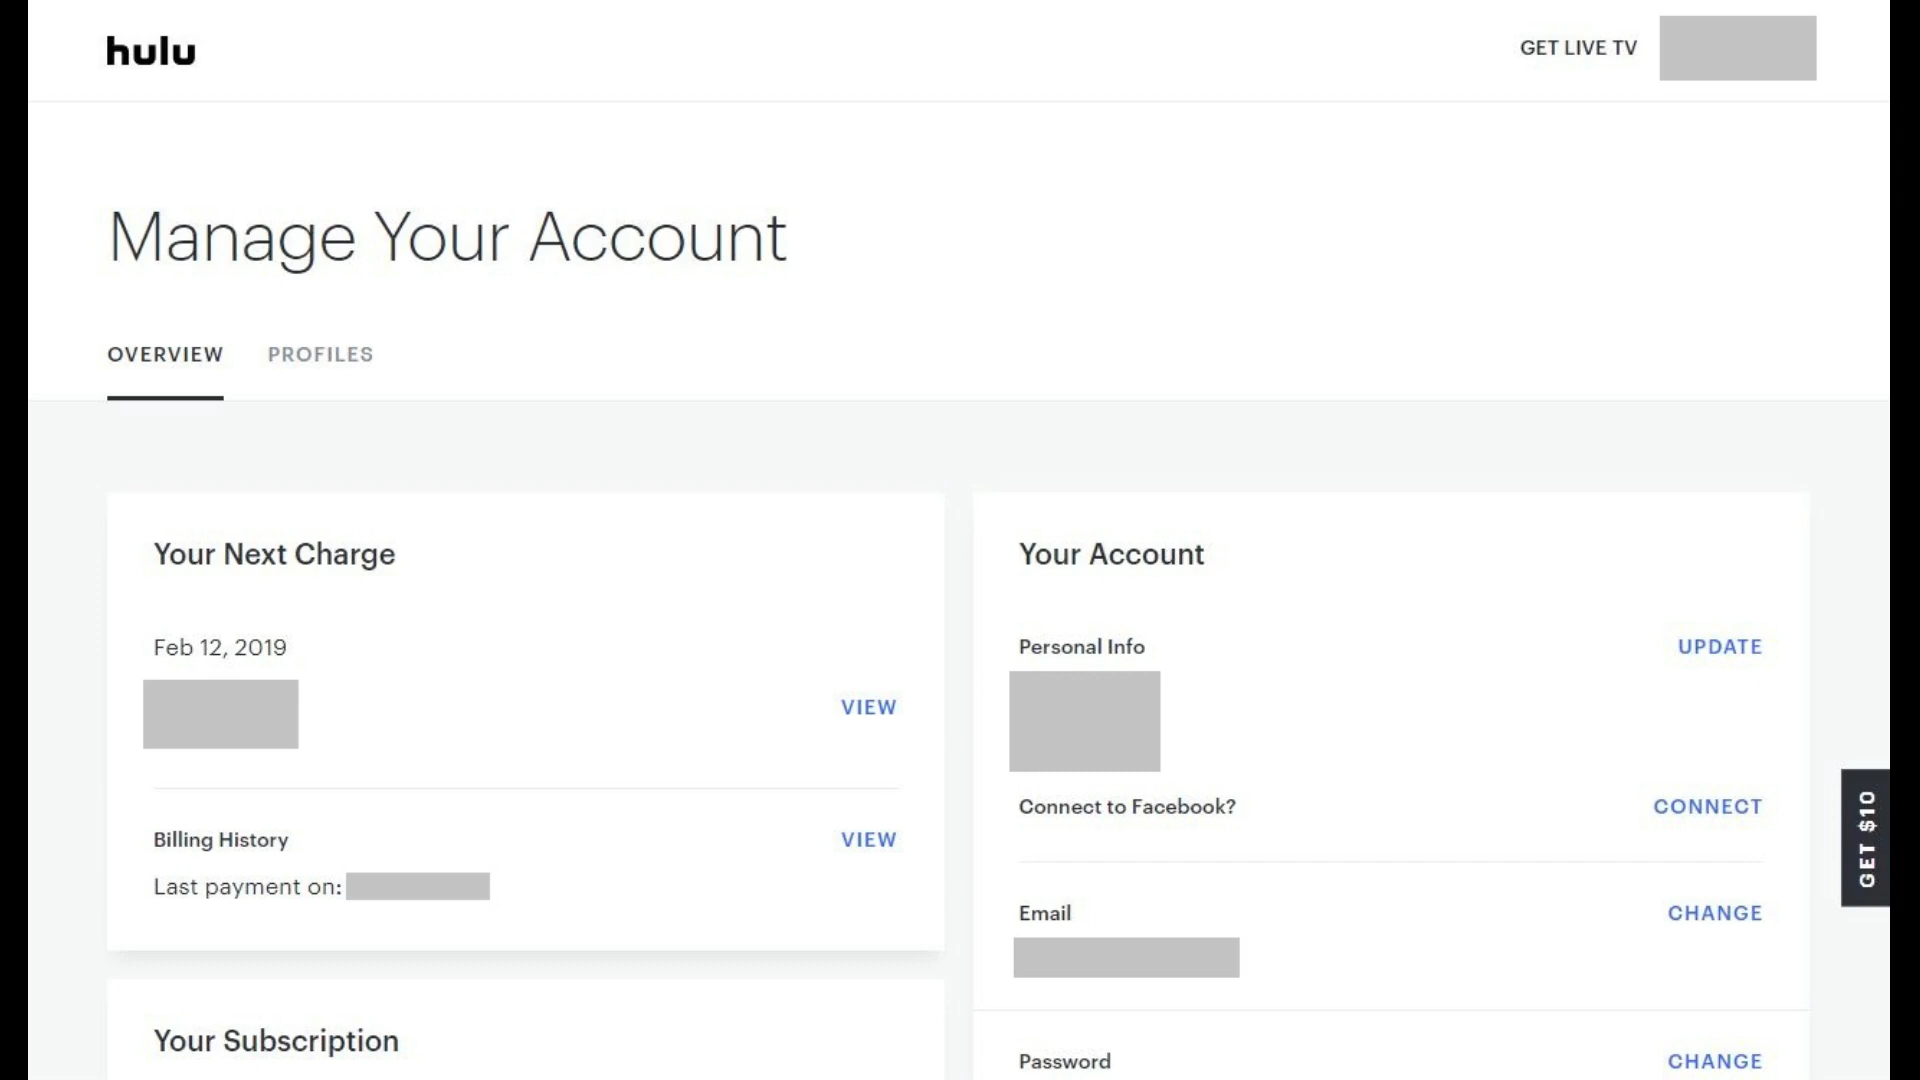 hulu
GET LIVE TV
Manage Your Account
OVERVIEW PROFILES
Your Next Charge
Feb 12, 2019
VIEW
Billing History VIEW
Last payment on:
Your Subscription
Your Account
Personal Info UPDATE
Connect to Facebook? CONNECT
Email CHANGE
Password CHANGE
GET $10